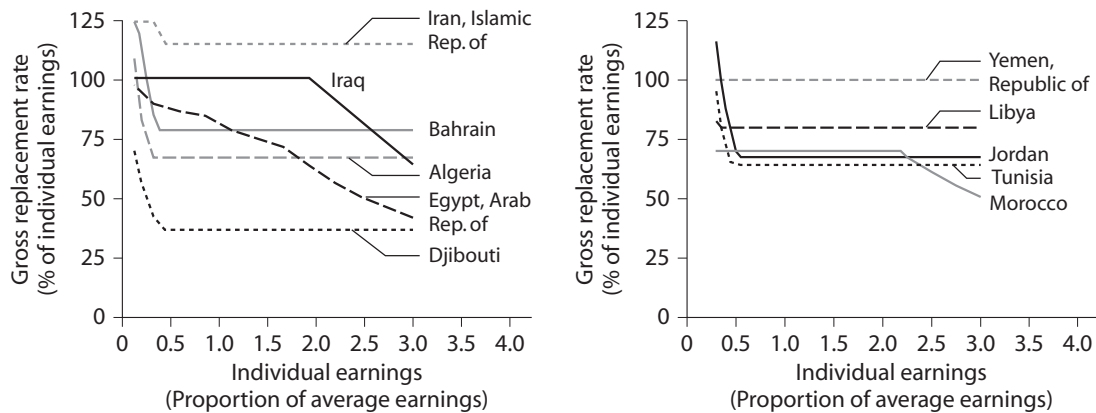 Gross replacement rate
(% of individual earnings)
125
100
75
50
25
0
0
0.5
1.0
1.5
2.0
2.5
3.0
3.5
4.0
Individual earnings
(Proportion of average earnings)
Iran, Islamic
Rep. of
Iraq
Bahrain
Algeria
Egypt, Arab
Rep. of
Djibouti
Gross replacement rate
(% of individual earnings)
125
100
75
50
25
0
0
0.5
1.0
1.5
2.0
2.5
3.0
3.5
4.0
Individual earnings
(Proportion of average earnings)
Yemen,
Republic of
Libya
Jordan
Tunisia
Morocco